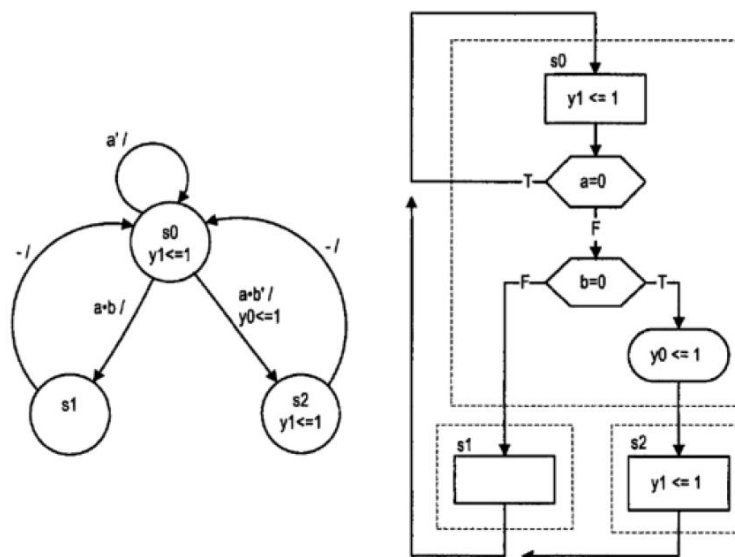 a' /
s0
y1<=1
- /
- /
a•b /
a•b' /
y0<=1
s1
s2
y1<=1
s0
y1 <= 1
T
a=0
F
F
b=0
T
y0 <= 1
s1
s2
y1 <= 1